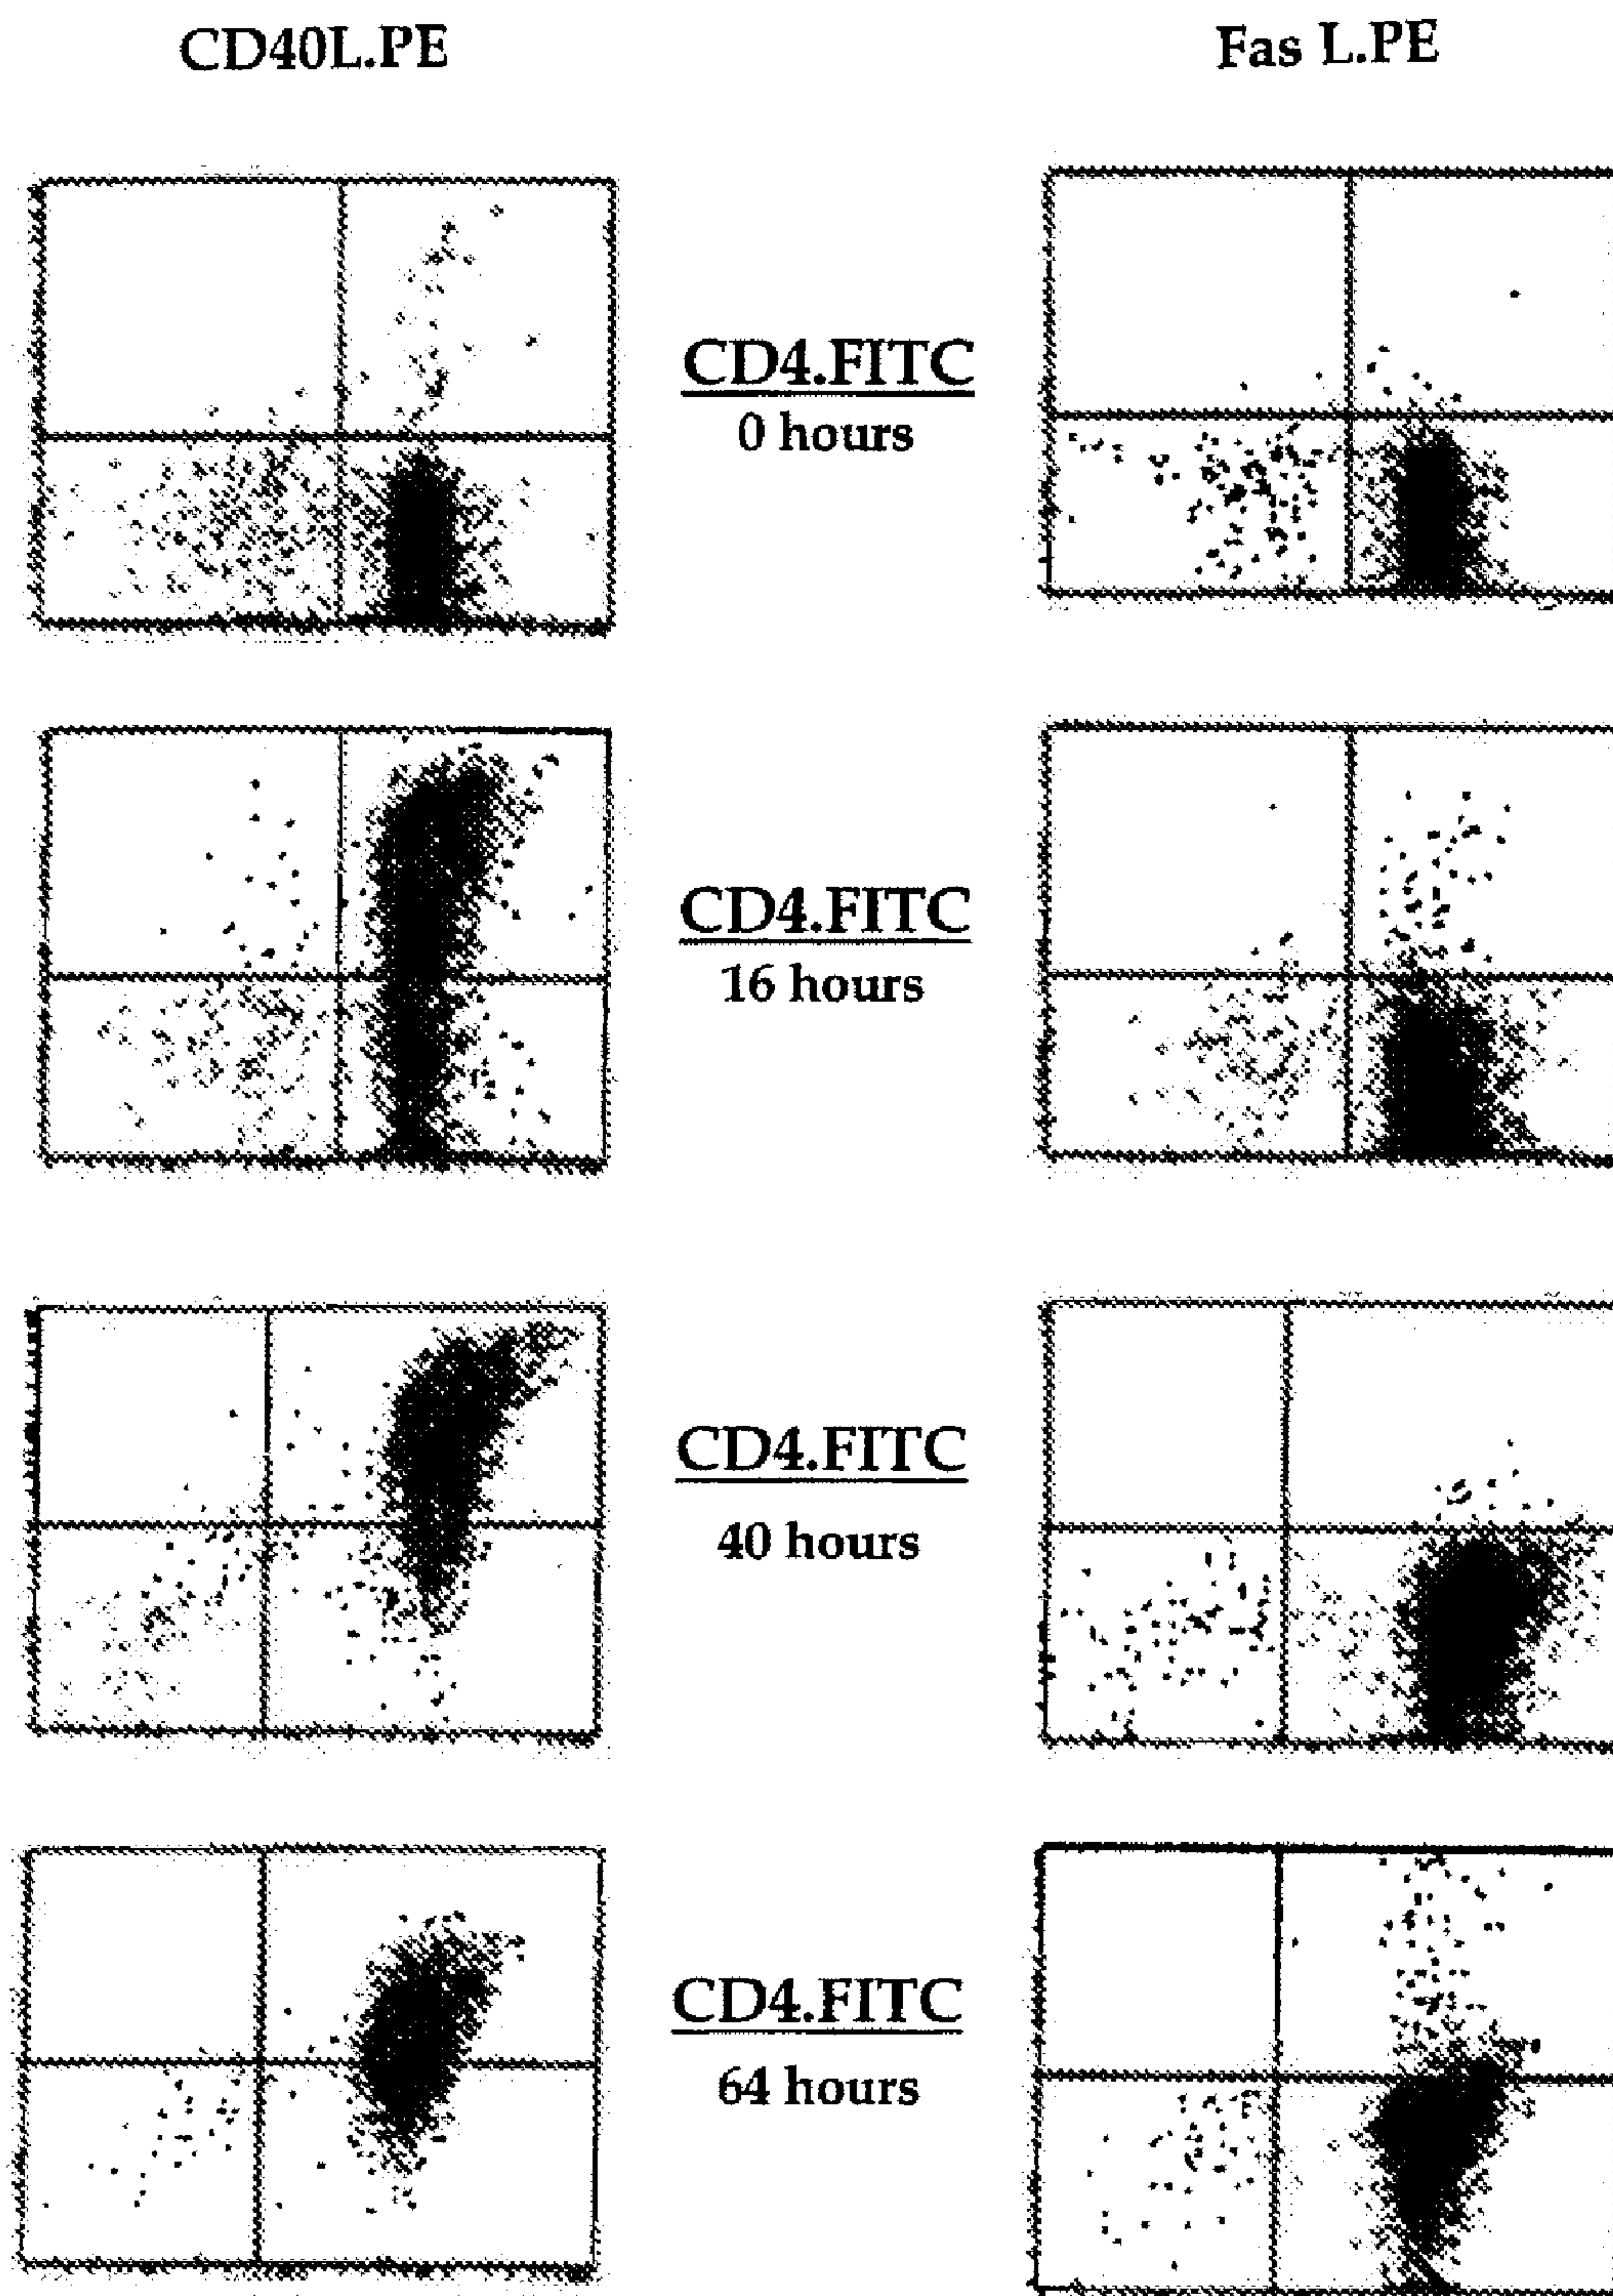 CD40L.PE
Fas L.PE
CD4.FITC
0 hours
CD4.FITC
16 hours
CD4.FITC
40 hours
CD4.FITC
64 hours